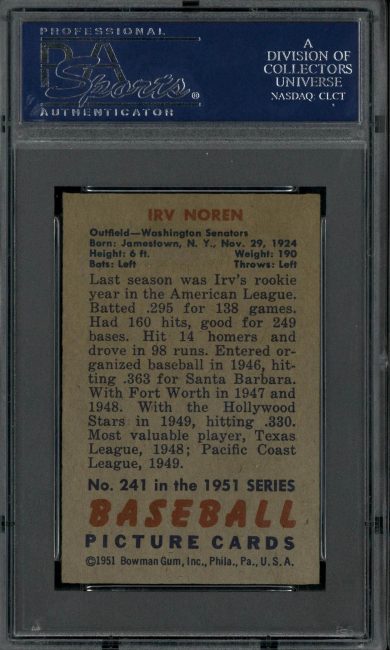 PROFESSIONAL
PSA
Sports®
AUTHENTICATOR
A
DIVISION OF
COLLECTORS
UNIVERSE
NASDAQ: CLCT
IRV NOREN
Outfield—Washington Senators
Born: Jamestown, N. Y., Nov. 29, 1924
Height: 6 ft. Weight: 190
Bats: Left Throws: Left
Last season was Irv's rookie
year in the American League.
Batted .295 for 138 games.
Had 160 hits, good for 249
bases. Hit 14 homers and
drove in 98 runs. Entered or-
ganized baseball in 1946, hit-
ting .363 for Santa Barbara.
With Fort Worth in 1947 and
1948. With the Hollywood
Stars in 1949, hitting .330.
Most valuable player, Texas
League, 1948; Pacific Coast
League, 1949.
No. 241 in the 1951 SERIES
BASEBALL
PICTURE CARDS
©1951 Bowman Gum, Inc., Phila., Pa., U. S. A.